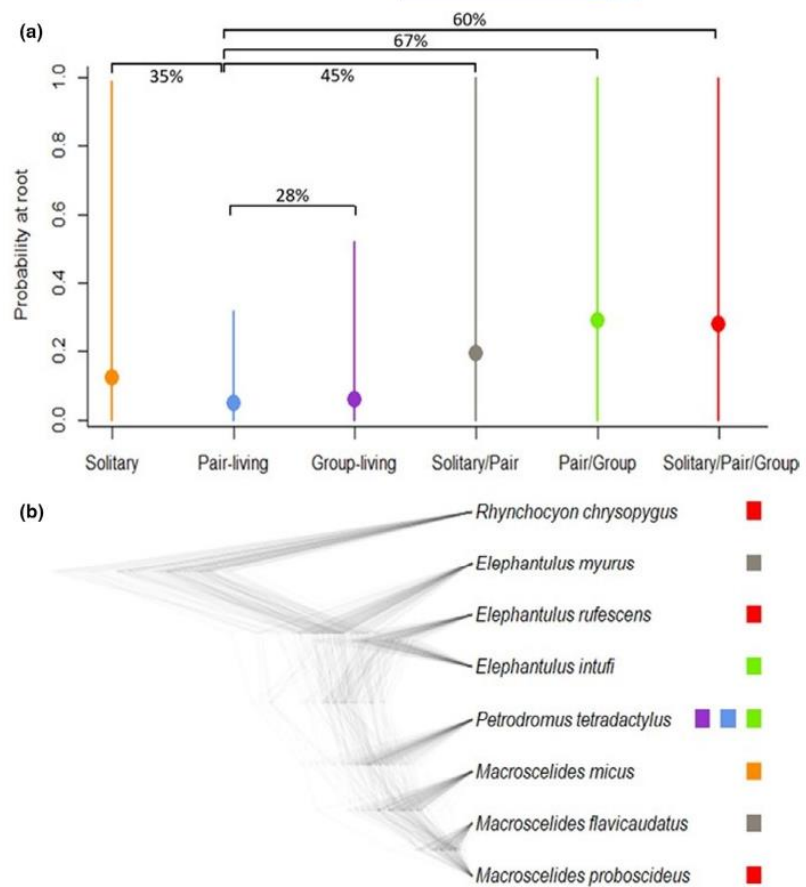 (a)
60%
67%
35%
45%
28%
Probability at root
1.0
0.8
0.6
0.4
0.2
0.0
Solitary Pair-living Group-living Solitary/Pair Pair/Group Solitary/Pair/Group
(b)
Rhynchocyon chrysopygus
Elephantulus myurus
Elephantulus rufescens
Elephantulus intufi
Petrodromus tetradactylus
Macroscelides micus
Macroscelides flavicaudatus
Macroscelides proboscideus